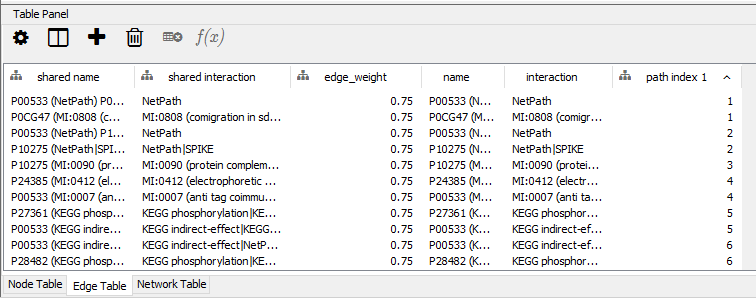 Table Panel
f(x)
shared name shared interaction edge_weight name interaction path index 1
P00533 (NetPath) P0... NetPath 0.75 P00533 (N... NetPath 1
P0CG47 (MI:0808 (c... MI:0808 (comigration in sd... 0.75 P0CG47 (M... MI:0808 (comigr... 1
P00533 (NetPath) P1... NetPath 0.75 P00533 (N... NetPath 2
P10275 (NetPath|SPI... NetPath|SPIKE 0.75 P10275 (N... NetPath|SPIKE 2
P10275 (MI:0090 (pr... MI:0090 (protein complem... 0.75 P10275 (M... MI:0090 (protei... 3
P24385 (MI:0412 (el... MI:0412 (electrophoretic ... 0.75 P24385 (M... MI:0412 (electr... 4
P00533 (MI:0007 (an... MI:0007 (anti tag coimmu... 0.75 P00533 (M... MI:0007 (anti ta... 4
P27361 (KEGG phosp... KEGG phosphorylation|KE... 0.75 P27361 (K... KEGG phosphor... 5
P00533 (KEGG indire... KEGG indirect-effect|KEGG... 0.75 P00533 (K... KEGG indirect-ef... 5
P00533 (KEGG indire... KEGG indirect-effect|NetP... 0.75 P00533 (K... KEGG indirect-ef... 6
P28482 (KEGG phosp... KEGG phosphorylation|KE... 0.75 P28482 (K... KEGG phosphor... 6
Node Table Edge Table Network Table